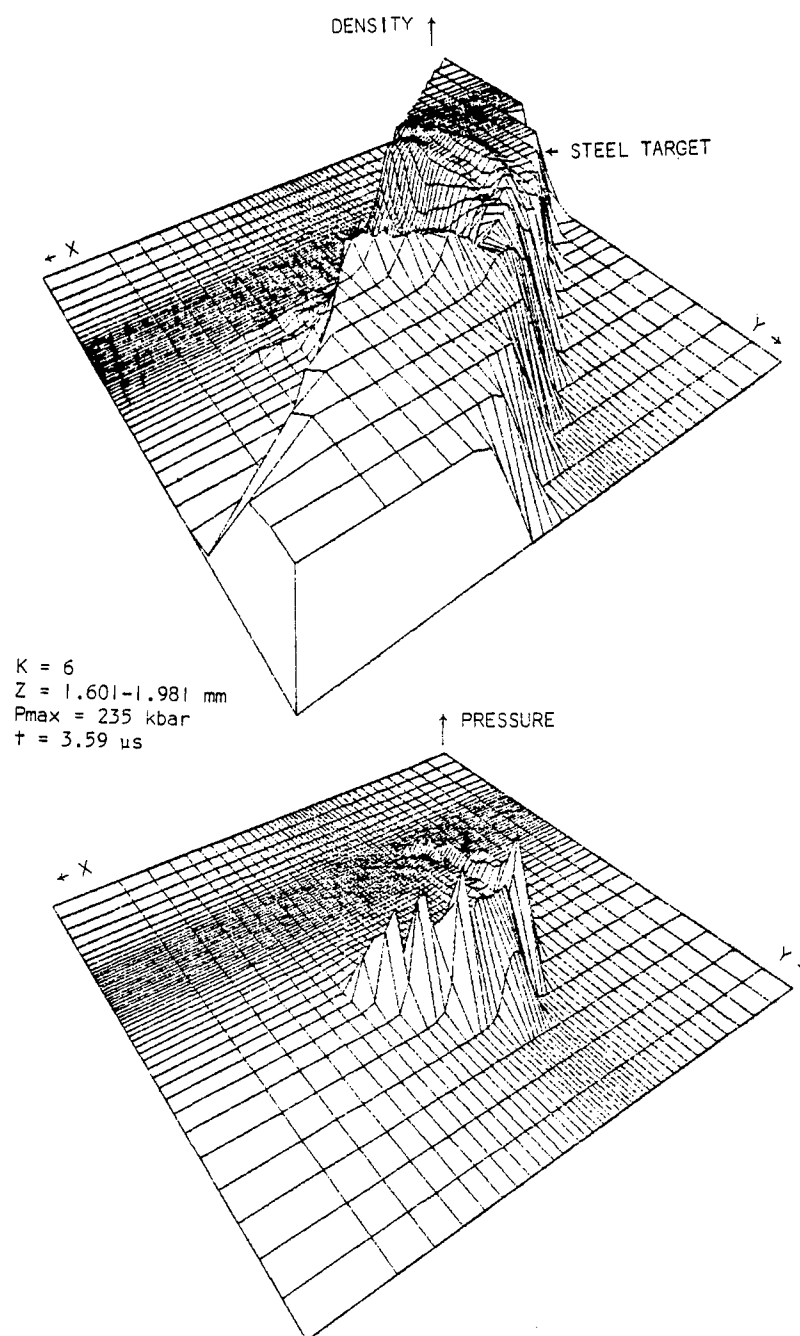 DENSITY ↑
← STEEL TARGET
← X
Y →
K = 6
Z = 1.601-1.981 mm
Pmax = 235 kbar
t = 3.59 μs
↑ PRESSURE
← X
Y